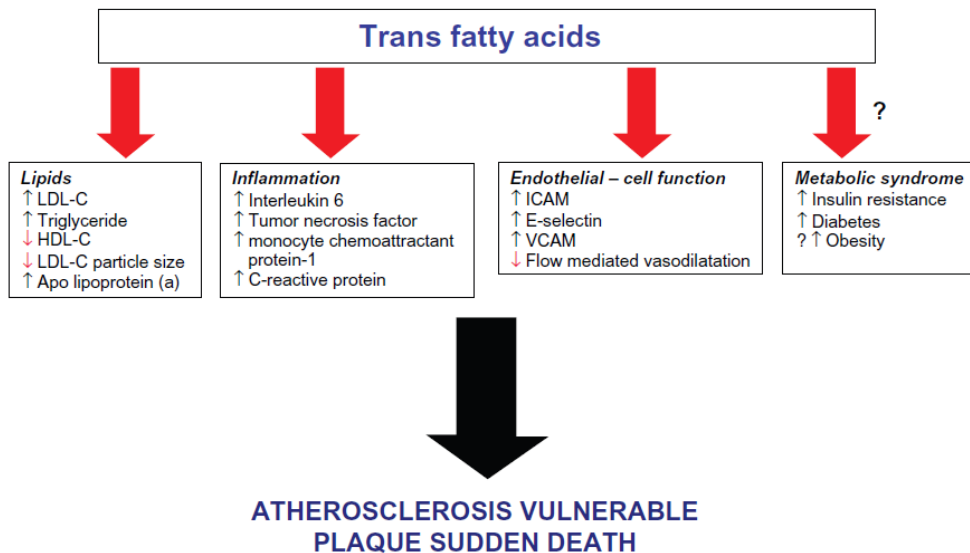 Trans fatty acids
?
Lipids
↑ LDL-C
↑ Triglyceride
↓ HDL-C
↓ LDL-C particle size
↑ Apo lipoprotein (a)
Inflammation
↑ Interleukin 6
↑ Tumor necrosis factor
↑ monocyte chemoattractant
protein-1
↑ C-reactive protein
Endothelial – cell function
↑ ICAM
↑ E-selectin
↑ VCAM
↓ Flow mediated vasodilatation
Metabolic syndrome
↑ Insulin resistance
↑ Diabetes
? ↑ Obesity
ATHEROSCLEROSIS VULNERABLE
PLAQUE SUDDEN DEATH